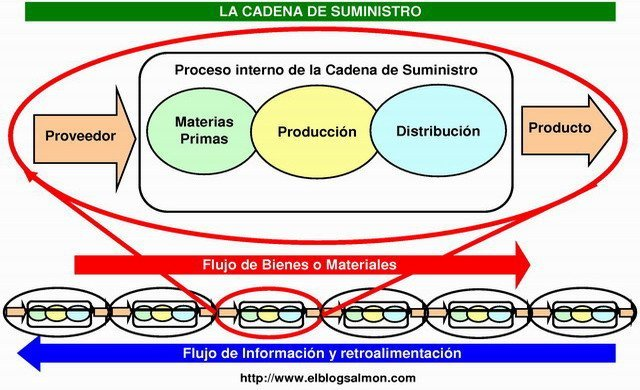 LA CADENA DE SUMINISTRO
Proceso interno de la Cadena de Suministro
Proveedor
Materias
Primas
Producción
Distribución
Producto
Flujo de Bienes o Materiales
Flujo de Información y retroalimentación
http://www.elblogsalmon.com